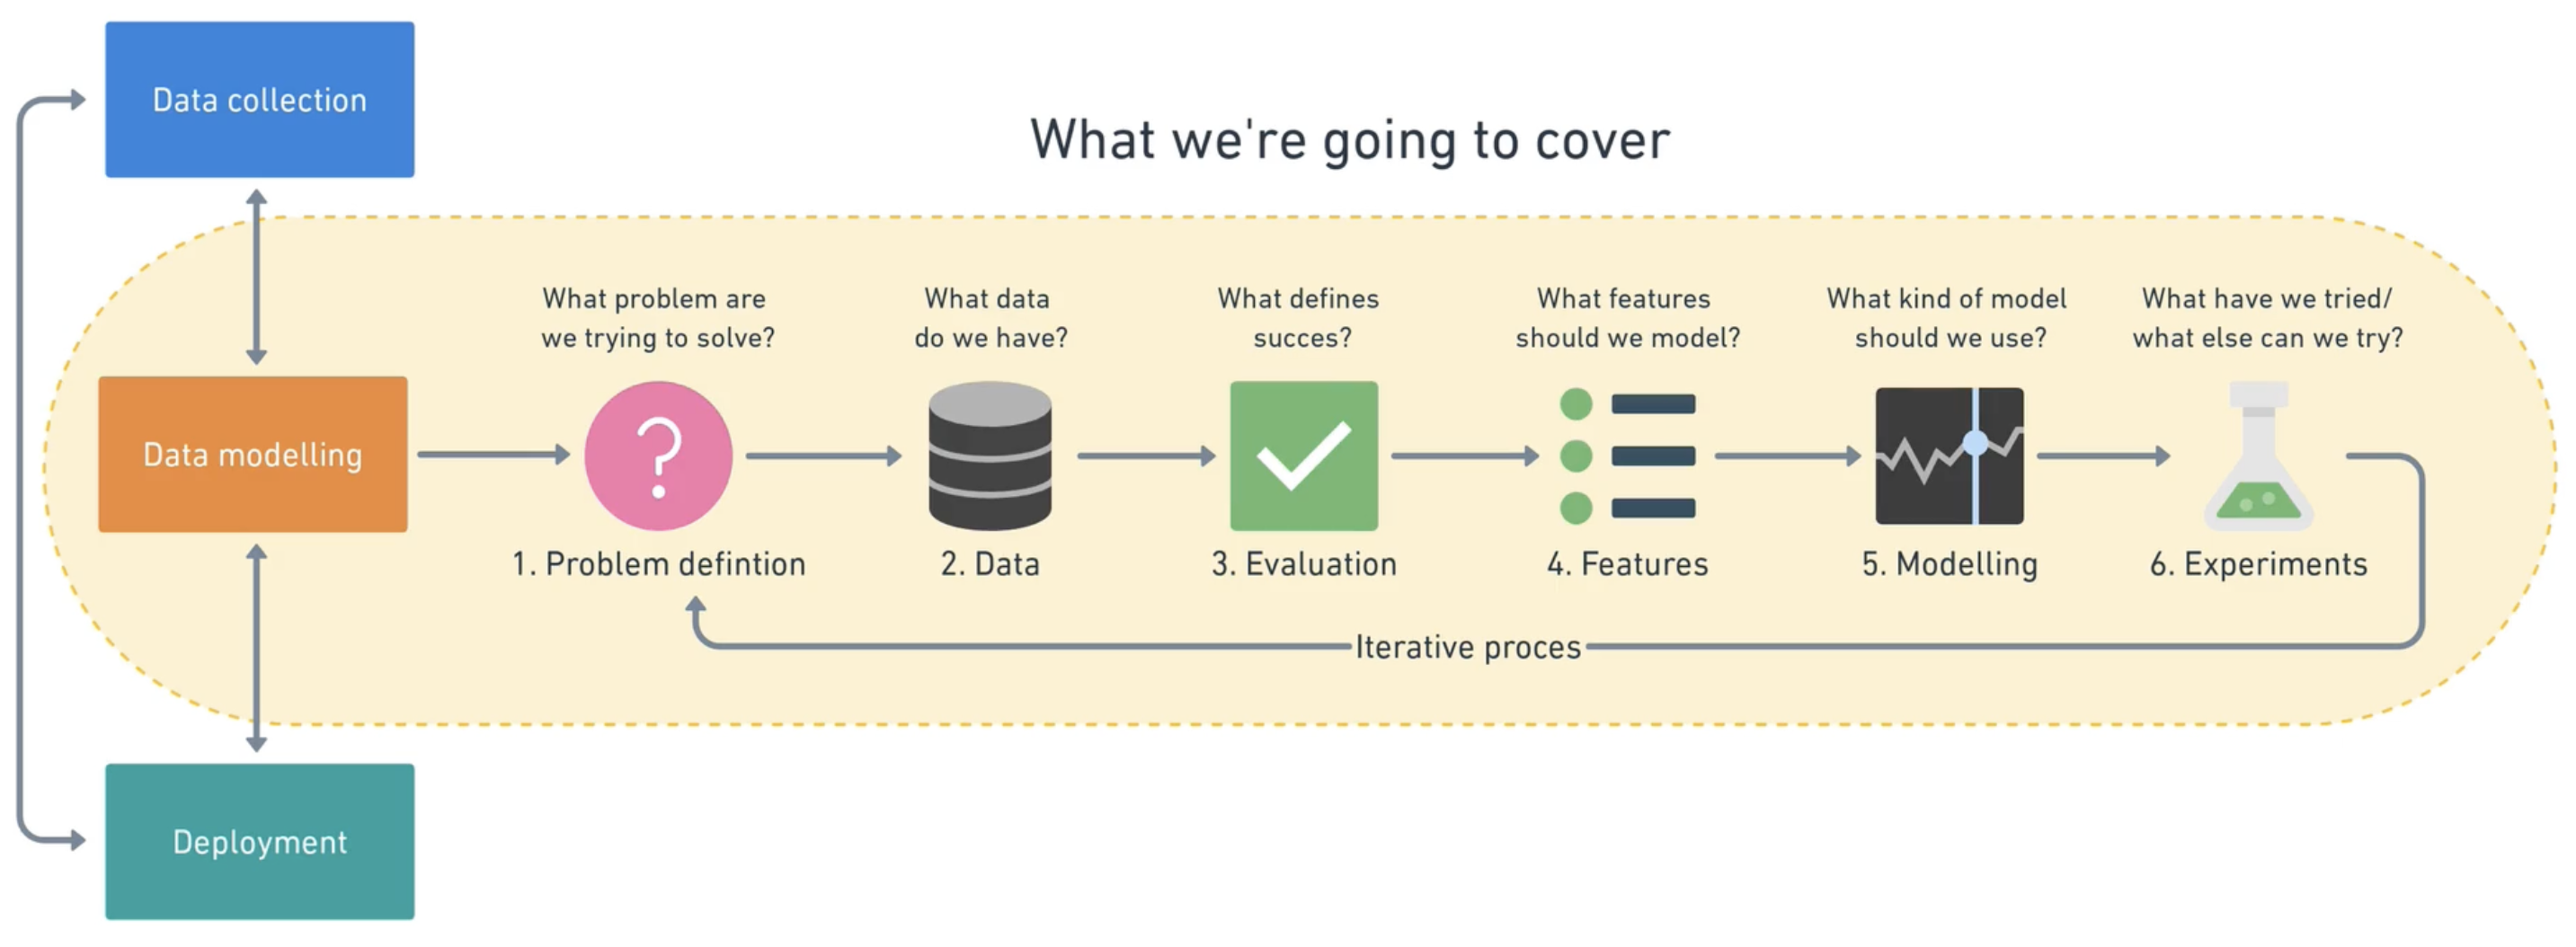 Data collection
What we're going to cover
What problem are
we trying to solve?
What data
do we have?
What defines
succes?
What features
should we model?
What kind of model
should we use?
What have we tried/
what else can we try?
Data modelling
1. Problem defintion
2. Data
3. Evaluation
4. Features
5. Modelling
6. Experiments
Iterative proces
Deployment